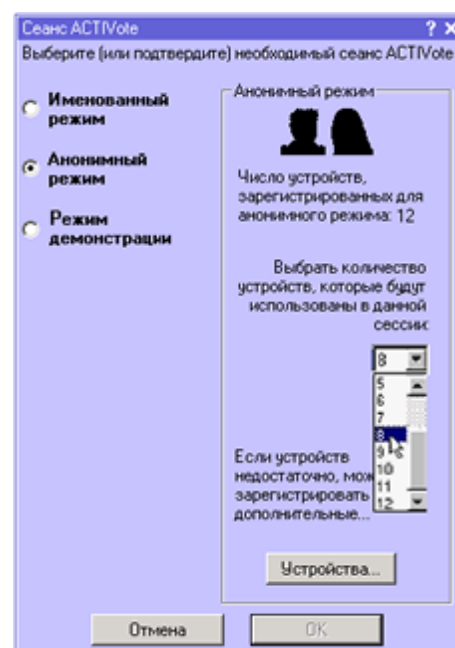 Сеанс ACTIVote ? X
Выберите (или подтвердите) необходимый сеанс ACTIVote
Именованный
режим
Анонимный
режим
Режим
демонстрации
Анонимный режим
Число устройств,
зарегистрированных для
анонимного режима: 12
Выбрать количество
устройств, которые будут
использованы в данной
сессии:
8
5
6
7
8
9
10
11
12
Если устройств
недостаточно, мож
зарегистрировать
дополнительные...
Устройства...
Отмена
OK